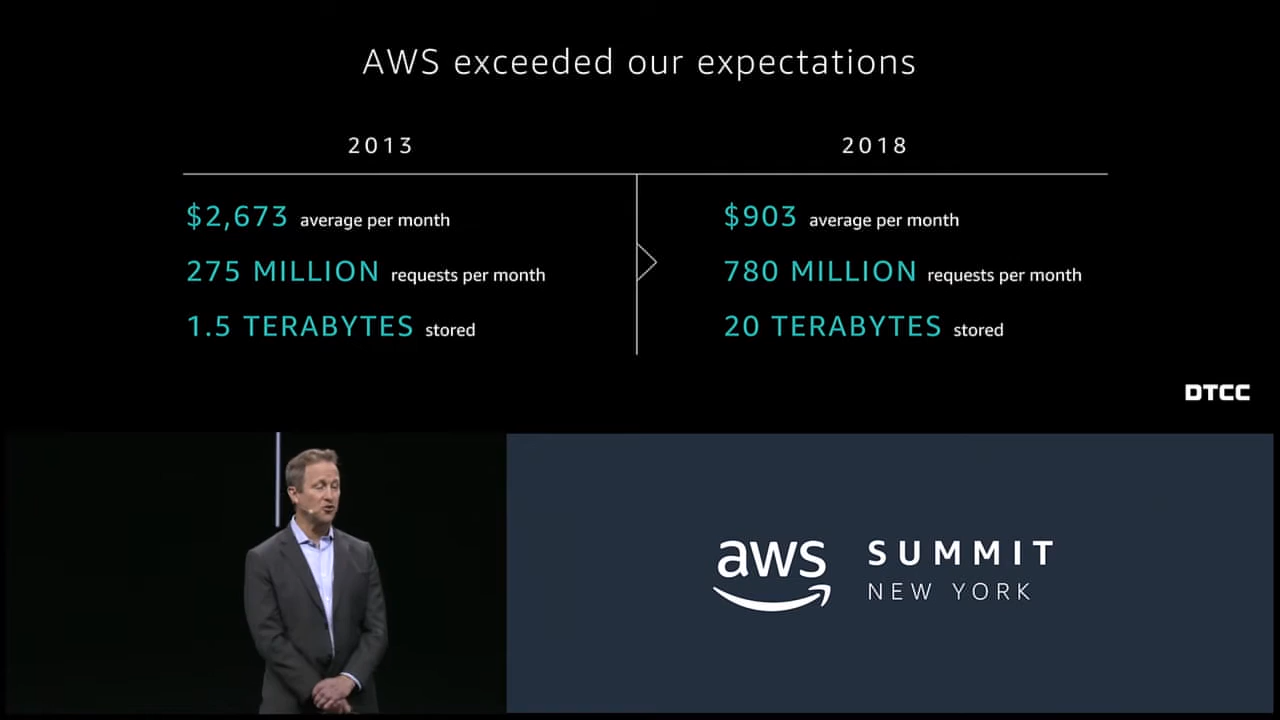 AWS exceeded our expectations
2013
2018
$2,673 average per month
275 MILLION requests per month
1.5 TERABYTES stored
$903 average per month
780 MILLION requests per month
20 TERABYTES stored
DTCC
aws SUMMIT
NEW YORK